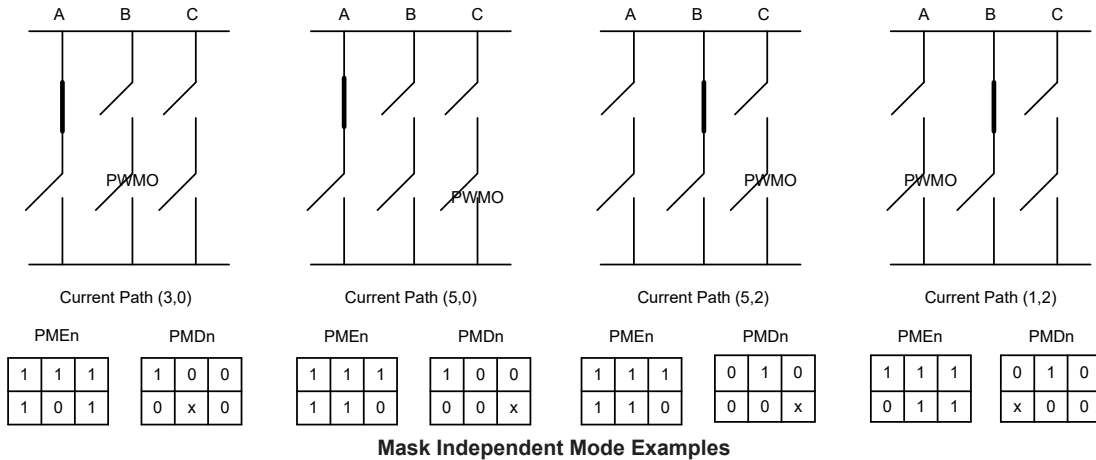 A B C A B C A B C A B C
PWMO PWMO PWMO PWMO
Current Path (3,0) Current Path (5,0) Current Path (5,2) Current Path (1,2)
PMEn PMDn PMEn PMDn PMEn PMDn PMEn PMDn
1 1 1 1 0 0 1 1 1 1 0 0 1 1 1 0 1 0 1 1 1 0 1 0
1 0 1 0 x 0 1 1 0 0 0 x 1 1 0 0 0 x 0 1 1 x 0 0
Mask Independent Mode Examples